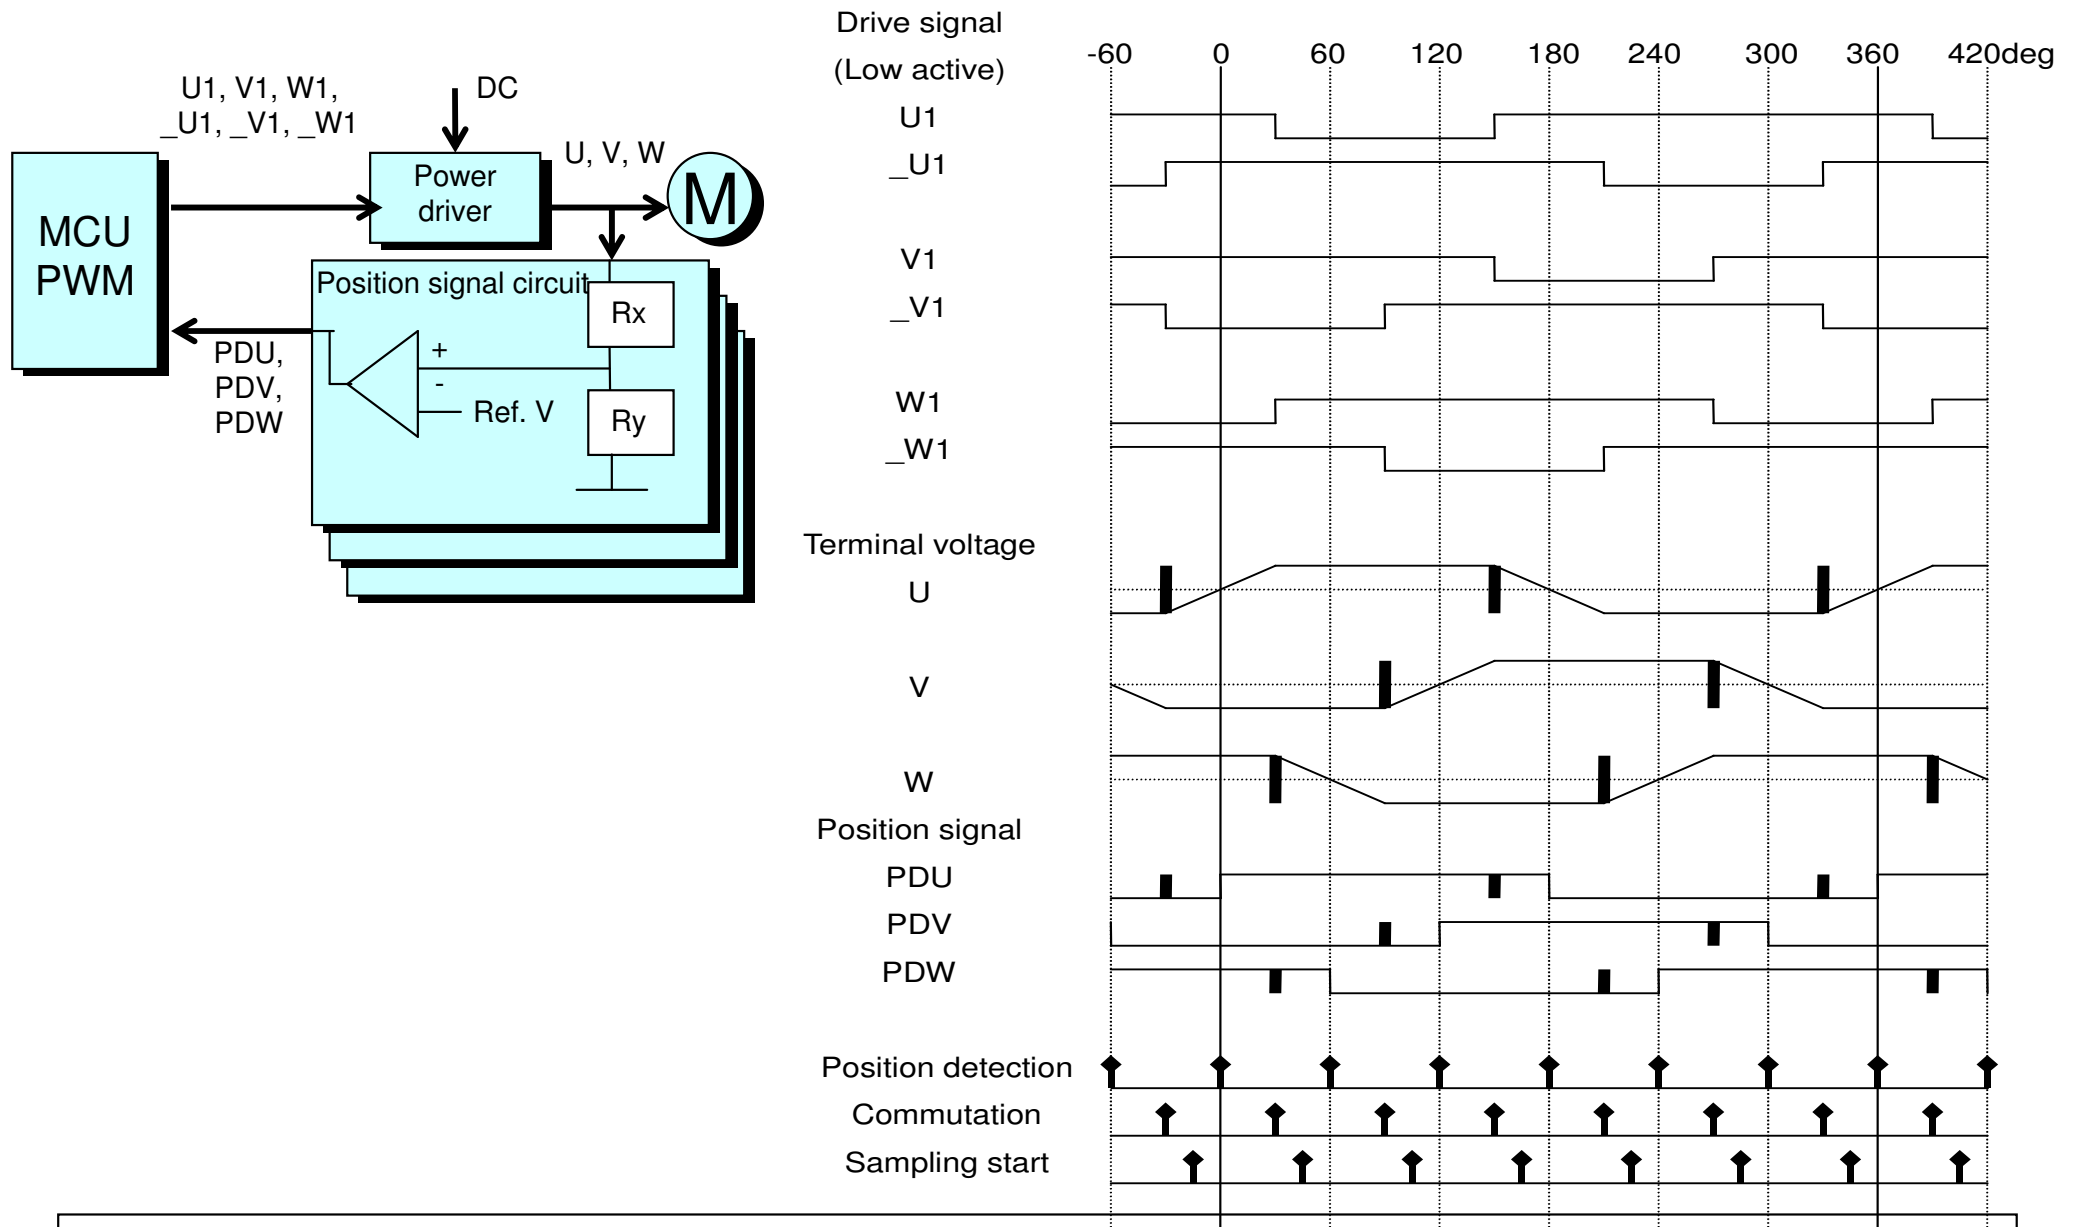 U1, V1, W1,
_U1, _V1, _W1
DC
MCU
PWM
Power
driver
U, V, W
M
Position signal circuit
Rx
+
-
Ref. V
Ry
PDU,
PDV,
PDW
Drive signal
(Low active)
-60 0 60 120 180 240 300 360 420deg
U1
_U1
V1
_V1
W1
_W1
Terminal voltage
U
V
W
Position signal
PDU
PDV
PDW
Position detection
Commutation
Sampling start